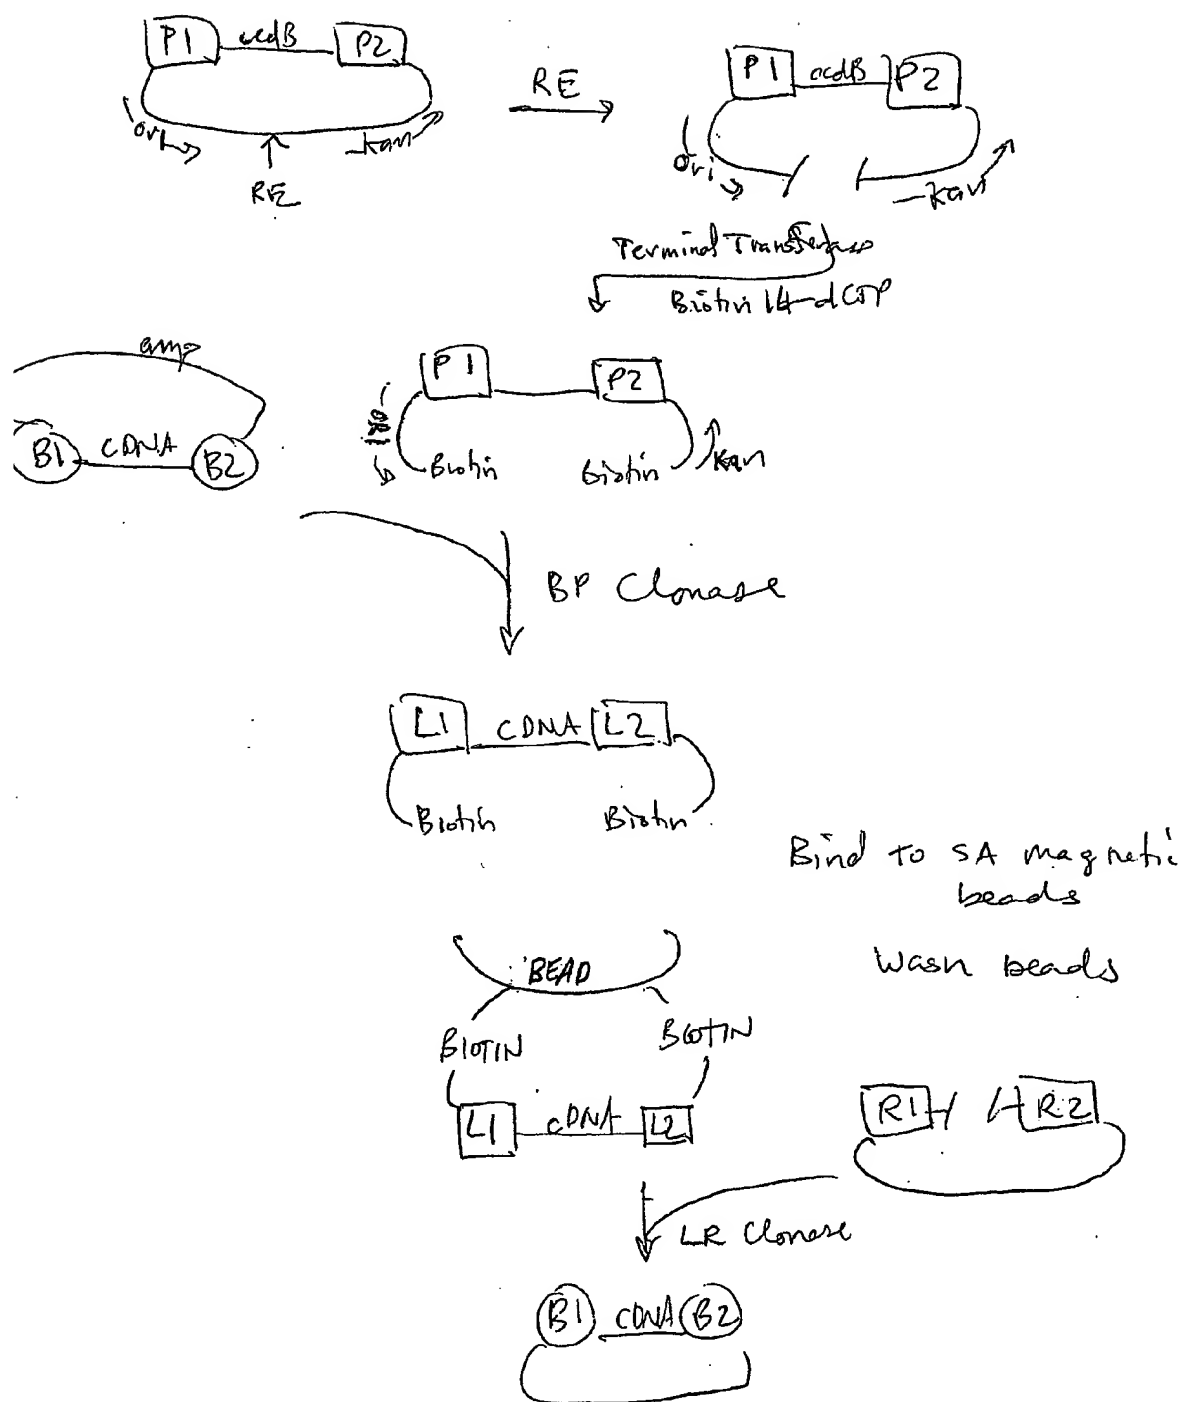 P1 ccdB P2
ori
kan
RE
RE
P1 ccdB P2
Ori
Kan
Terminal Transferase
Biotin 14-dCTP
amp
B1 CDNA B2
P1 P2
ORI
Biotin Biotin Kan
BP Clonase
L1 CDNA L2
Biotin Biotin
Bind to SA magnetic
beads
Wash beads
BEAD
BIOTIN BIOTIN
L1 cDNA L2
R1 R2
LR Clonase
B1 CDNA B2